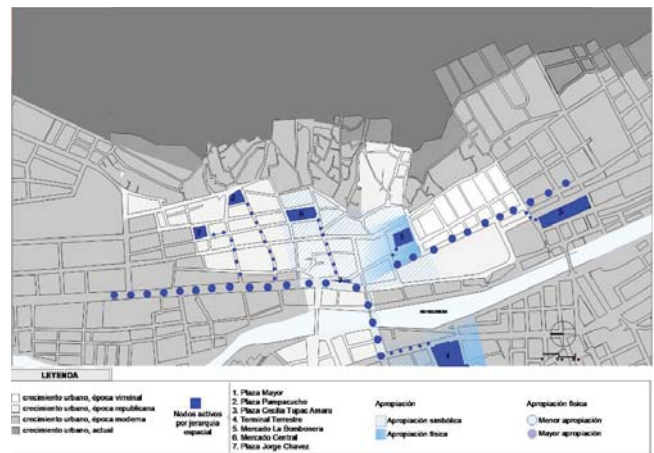 LEYENDA
crecimiento urbano, época virreinal
crecimiento urbano, época republicana
crecimiento urbano, época moderna
crecimiento urbano, actual
Nodos activos
por jerarquia
espacial
1. Plaza Mayor
2. Plaza Pampacucho
3. Plaza Cecilia Tupac Amaru
4. Terminal Terrestre
5. Mercado La Bombonera
6. Mercado Central
7. Plaza Jorge Chavez
Apropiación
Apropiación simbólica
Apropiación física
Apropiación física
Menor apropiación
Mayor apropiación